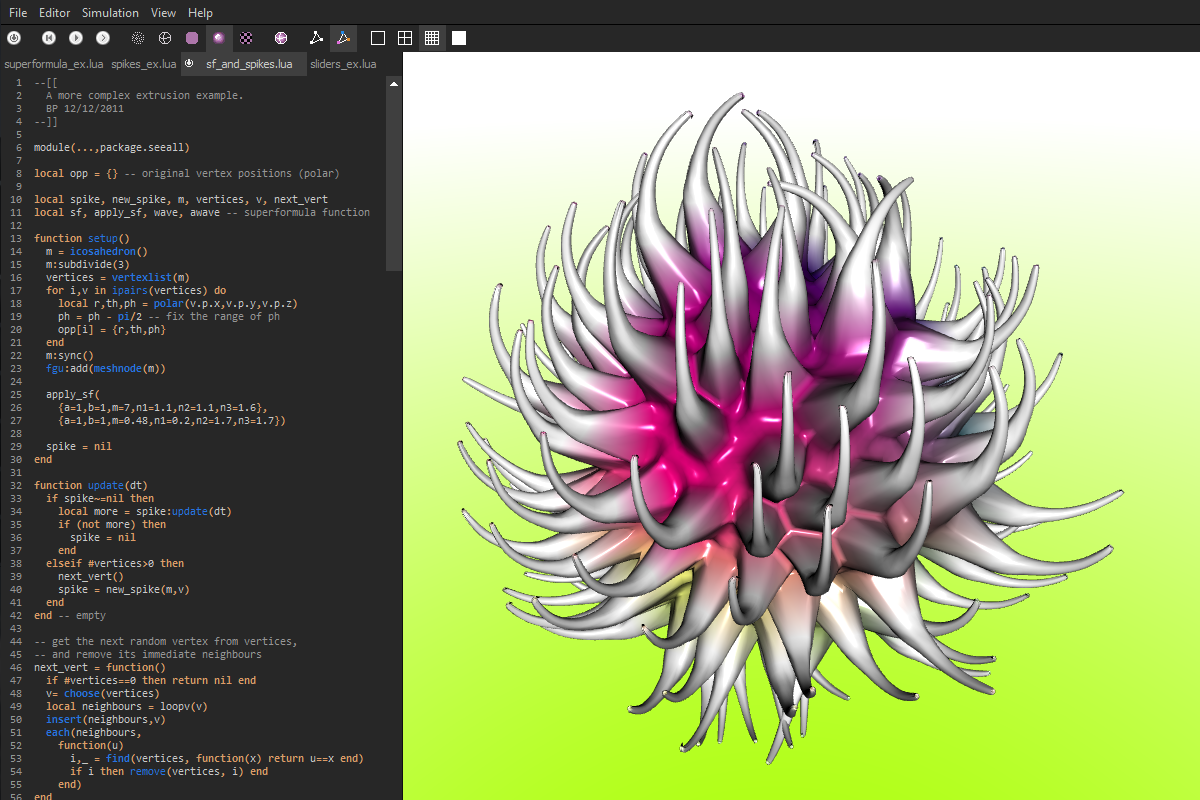 File Editor Simulation View Help
superformula_ex.lua spikes_ex.lua sf_and_spikes.lua sliders_ex.lua
1 --[[
2 A more complex extrusion example.
3 BP 12/12/2011
4 --]]
5
6 module(...,package.seeall)
7
8 local opp = {} -- original vertex positions (polar)
9
10 local spike, new_spike, m, vertices, v, next_vert
11 local sf, apply_sf, wave, awave -- superformula function
12
13 function setup()
14 m = icosahedron()
15 m:subdivide(3)
16 vertices = vertexlist(m)
17 for i,v in ipairs(vertices) do
18 local r,th,ph = polar(v.p.x,v.p.y,v.p.z)
19 ph = ph - pi/2 -- fix the range of ph
20 opp[i] = {r,th,ph}
21 end
22 m:sync()
23 fgu:add(meshnode(m))
24
25 apply_sf(
26 {a=1,b=1,m=7,n1=1.1,n2=1.1,n3=1.6},
27 {a=1,b=1,m=0.48,n1=0.2,n2=1.7,n3=1.7})
28
29 spike = nil
30 end
31
32 function update(dt)
33 if spike~=nil then
34 local more = spike:update(dt)
35 if (not more) then
36 spike = nil
37 end
38 elseif #vertices>0 then
39 next_vert()
40 spike = new_spike(m,v)
41 end
42 end -- empty
43
44 -- get the next random vertex from vertices,
45 -- and remove its immediate neighbours
46 next_vert = function()
47 if #vertices==0 then return nil end
48 v= choose(vertices)
49 local neighbours = loopv(v)
50 insert(neighbours,v)
51 each(neighbours,
52 function(u)
53 i,_ = find(vertices, function(x) return u==x end)
54 if i then remove(vertices, i) end
55 end)
56 end